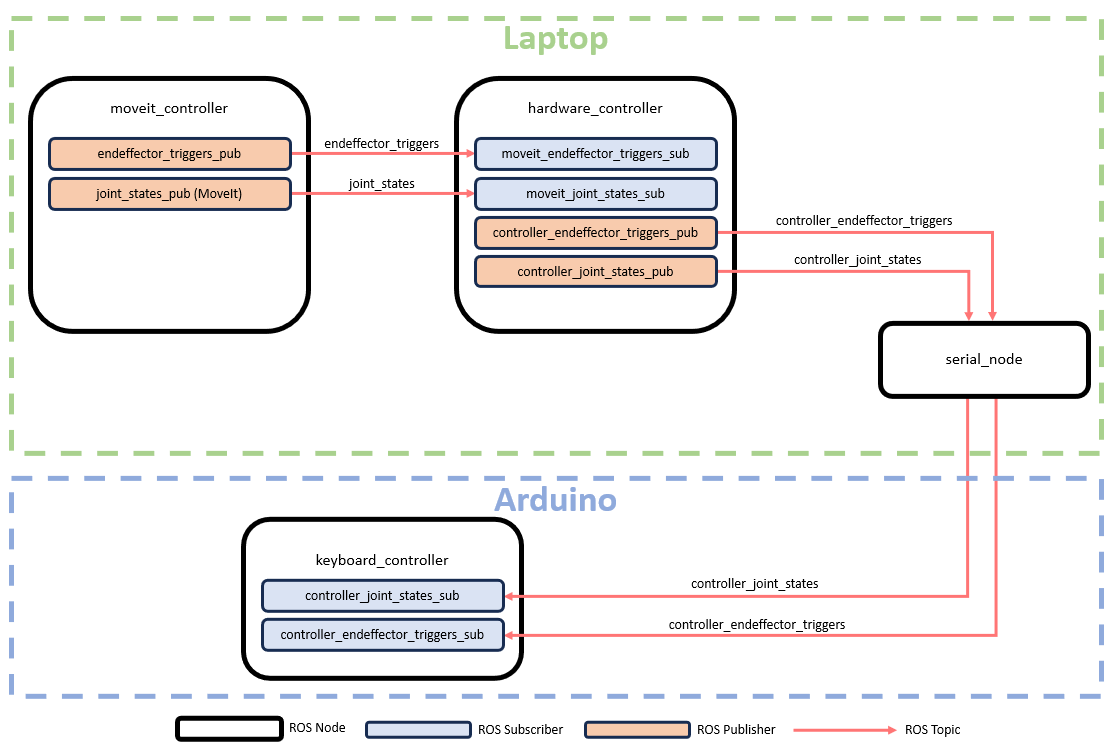 Laptop
moveit_controller
endeffector_triggers_pub
joint_states_pub (MoveIt)
endeffector_triggers
joint_states
hardware_controller
moveit_endeffector_triggers_sub
moveit_joint_states_sub
controller_endeffector_triggers_pub
controller_joint_states_pub
controller_endeffector_triggers
controller_joint_states
serial_node
Arduino
keyboard_controller
controller_joint_states_sub
controller_endeffector_triggers_sub
controller_joint_states
controller_endeffector_triggers
ROS Node
ROS Subscriber
ROS Publisher
ROS Topic